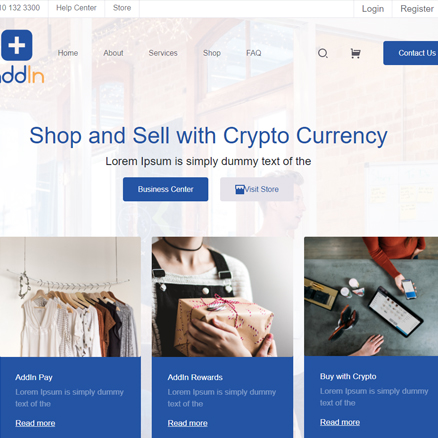 10 132 3300 Help Center Store Login Register
AddIn
Home About Services Shop FAQ Contact Us
Shop and Sell with Crypto Currency
Lorem Ipsum is simply dummy text of the
Business Center Visit Store
AddIn Pay
Lorem Ipsum is simply dummy
text of the
Read more
AddIn Rewards
Lorem Ipsum is simply dummy
text of the
Read more
Buy with Crypto
Lorem Ipsum is simply dummy
text of the
Read more